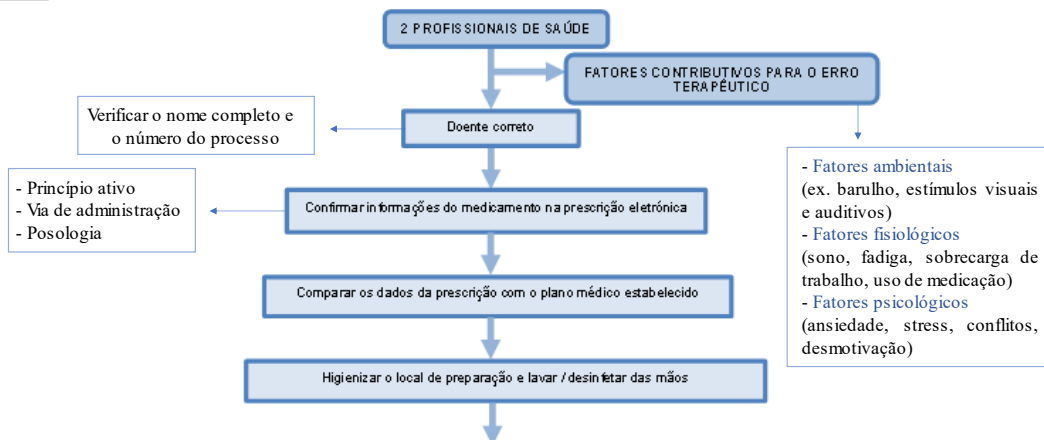 2 PROFISSIONAIS DE SAÚDE
FATORES CONTRIBUTIVOS PARA O ERRO
TERAPÊUTICO
Verificar o nome completo e
o número do processo
Doente correto
- Princípio ativo
- Via de administração
- Posologia
Confirmar informações do medicamento na prescrição eletrónica
- Fatores ambientais
(ex. barulho, estímulos visuais
e auditivos)
- Fatores fisiológicos
(sono, fadiga, sobrecarga de
trabalho, uso de medicação)
- Fatores psicológicos
(ansiedade, stress, conflitos,
desmotivação)
Comparar os dados da prescrição com o plano médico estabelecido
Higienizar o local de preparação e lavar / desinfetar das mãos